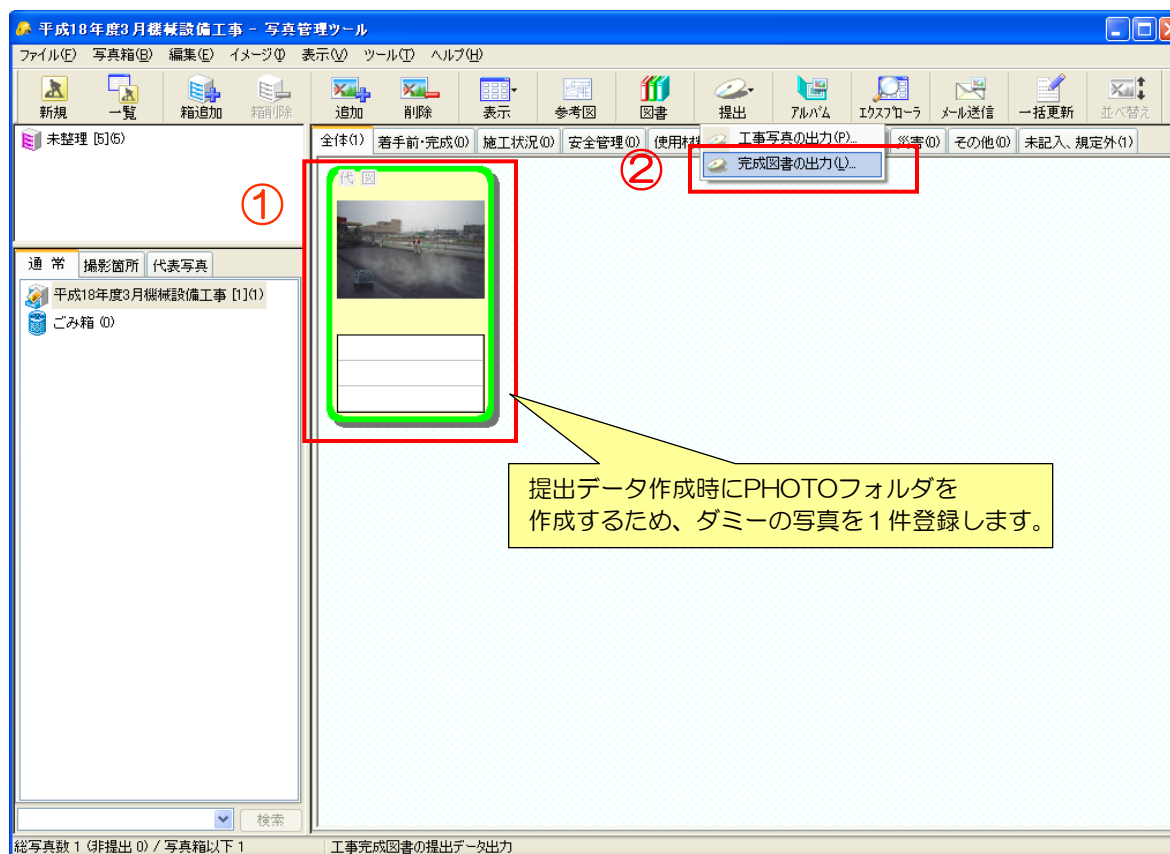 平成18年度3月機械設備工事 - 写真管理ツール
ファイル(F) 写真箱(B) 編集(E) イメージ(I) 表示(V) ツール(T) ヘルプ(H)
新規 一覧 箱追加 箱削除 追加 削除 表示 参考図 図書 提出 アルバム エクスプローラ メール送信 一括更新 並べ替え
未整理 [5](5)
全体(1) 着手前・完成(0) 施工状況(0) 安全管理(0) 使用材 災害(0) その他(0) 未記入、規定外(1)
工事写真の出力(P)...
完成図書の出力(L)...
①
②
代 図
通 常 撮影箇所 代表写真
平成18年度3月機械設備工事 [1](1)
ごみ箱 (0)
提出データ作成時にPHOTOフォルダを
作成するため、ダミーの写真を1件登録します。
検索
総写真数 1 (非提出 0) / 写真箱以下 1
工事完成図書の提出データ出力